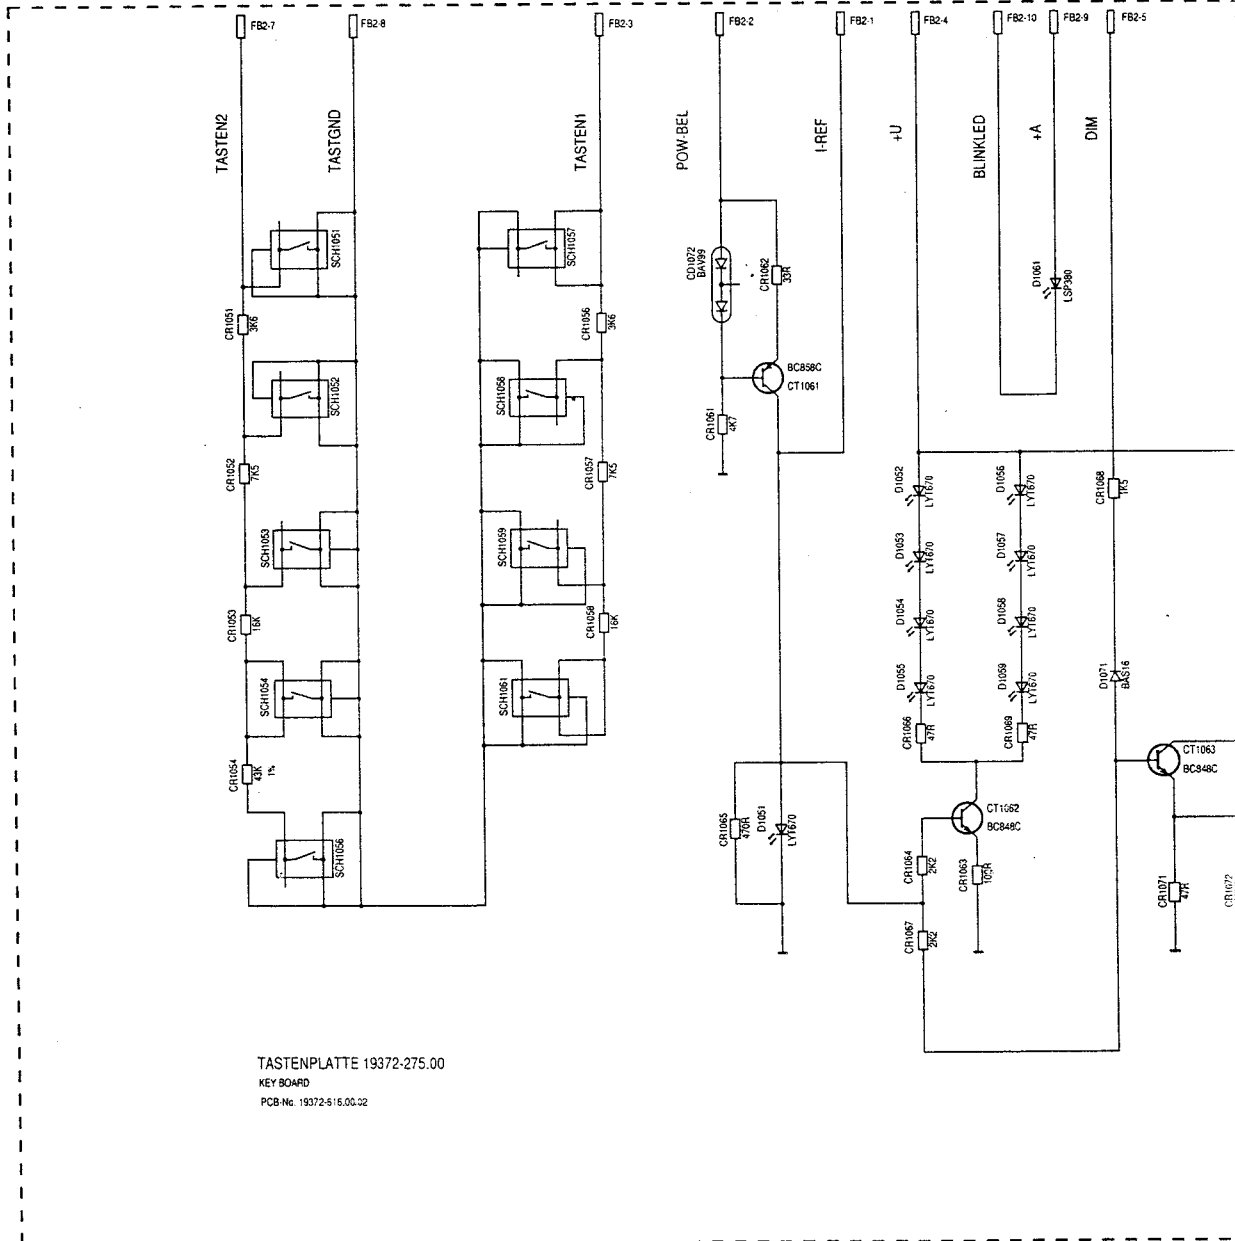 FB2-7
FB2-8
FB2-3
FB2-2
FB2-1
FB2-4
FB2-10
FB2-9
FB2-5
TASTEN2
TASTGND
TASTEN1
POW-BEL
I-REF
+U
BLINKLED
+A
DIM
SCH1051
SCH1057
CD1072
BAV99
CR1062
33R
D1061
LSP380
CR1051
3K6
CR1056
3K6
SCH1052
SCH1058
BC858C
CT1061
CR1061
4K7
CR1052
7K5
CR1057
7K5
D1052
LY1670
D1056
LY1670
CR1068
1K5
SCH1053
SCH1059
D1053
LY1670
D1057
LY1670
CR1053
16K
CR1058
16K
D1054
LY1670
D1058
LY1670
SCH1054
SCH1061
D1055
LY1670
D1059
LY1670
D1071
BAS16
CR1066
47R
CR1069
47R
CT1063
BC848C
CR1054
43K
1%
CR1065
470R
D1051
LY1670
CT1062
BC848C
SCH1056
CR1064
2K2
CR1063
CR1071
47R
CR1072
CR1067
2K2
TASTENPLATTE 19372-275.00
KEY BOARD
PCB-No. 19372-516.00.02